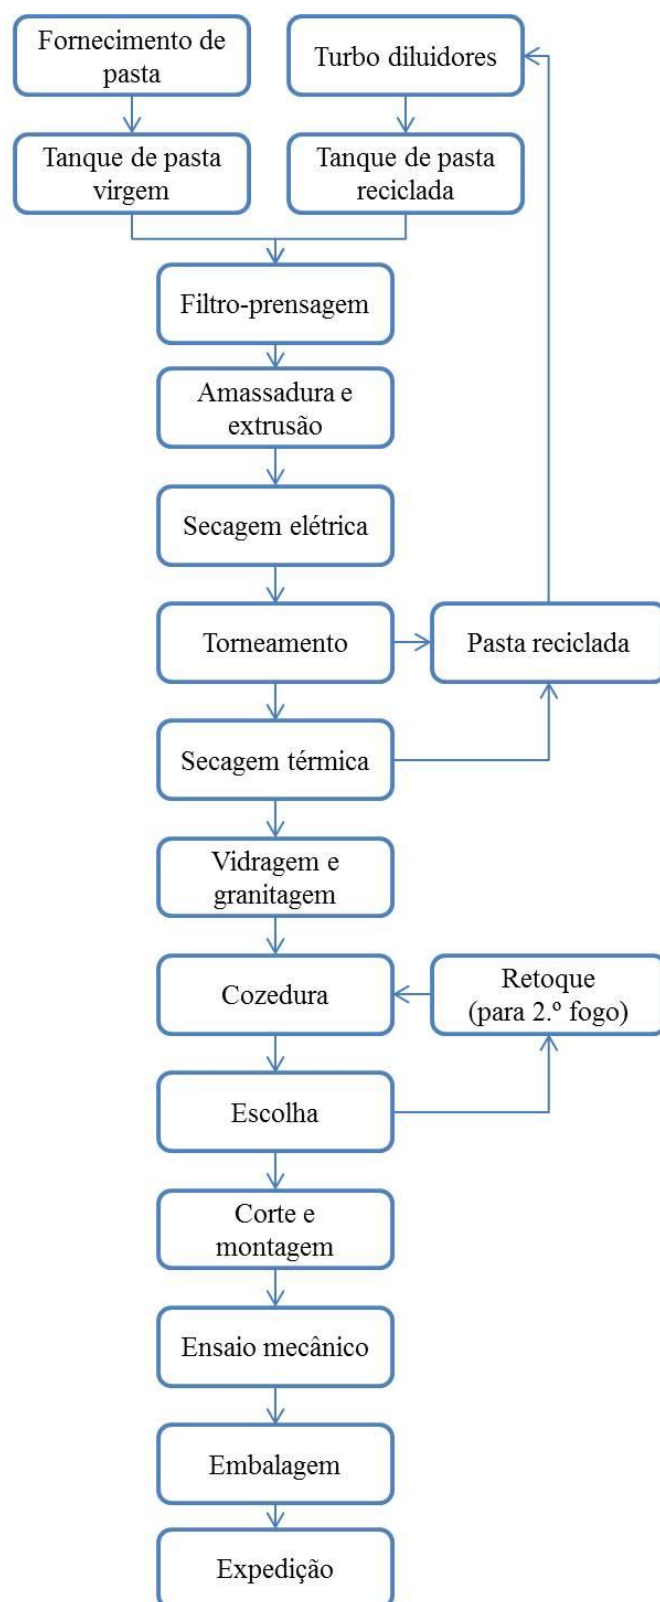 Fornecimento de
pasta
Turbo diluidores
Tanque de pasta
virgem
Tanque de pasta
reciclada
Filtro-prensagem
Amassadura e
extrusão
Secagem elétrica
Torneamento
Pasta reciclada
Secagem térmica
Vidragem e
granitagem
Cozedura
Retoque
(para 2.º fogo)
Escolha
Corte e
montagem
Ensaio mecânico
Embalagem
Expedição